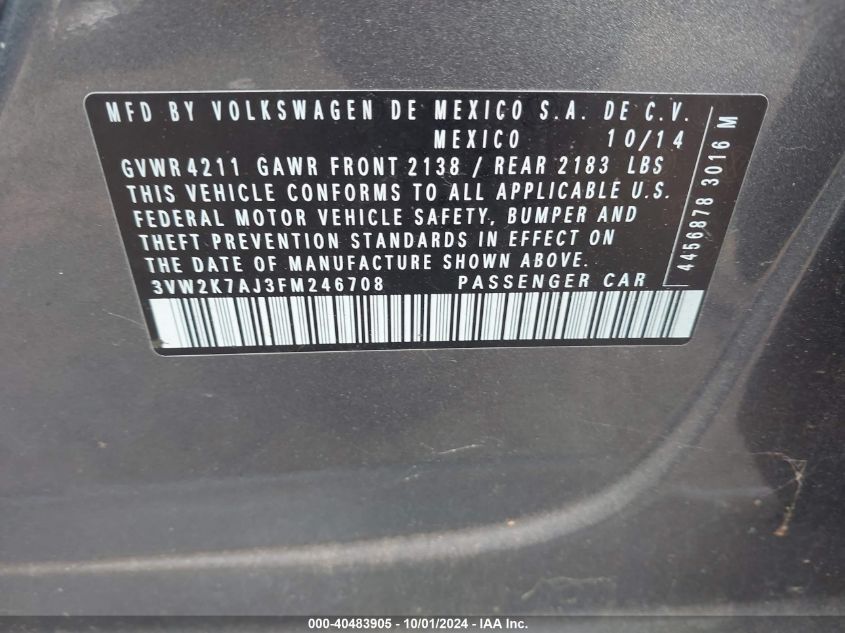 MFD BY VOLKSWAGEN DE MEXICO S.A. DE C.V.
MEXICO 10/14
GVWR 4211 GAWR FRONT 2138 / REAR 2183 LBS
THIS VEHICLE CONFORMS TO ALL APPLICABLE U.S.
FEDERAL MOTOR VEHICLE SAFETY, BUMPER AND
THEFT PREVENTION STANDARDS IN EFFECT ON
THE DATE OF MANUFACTURE SHOWN ABOVE.
3VW2K7AJ3FM246708 PASSENGER CAR
4456878 3016 M
000-40483905 - 10/01/2024 - IAA Inc.